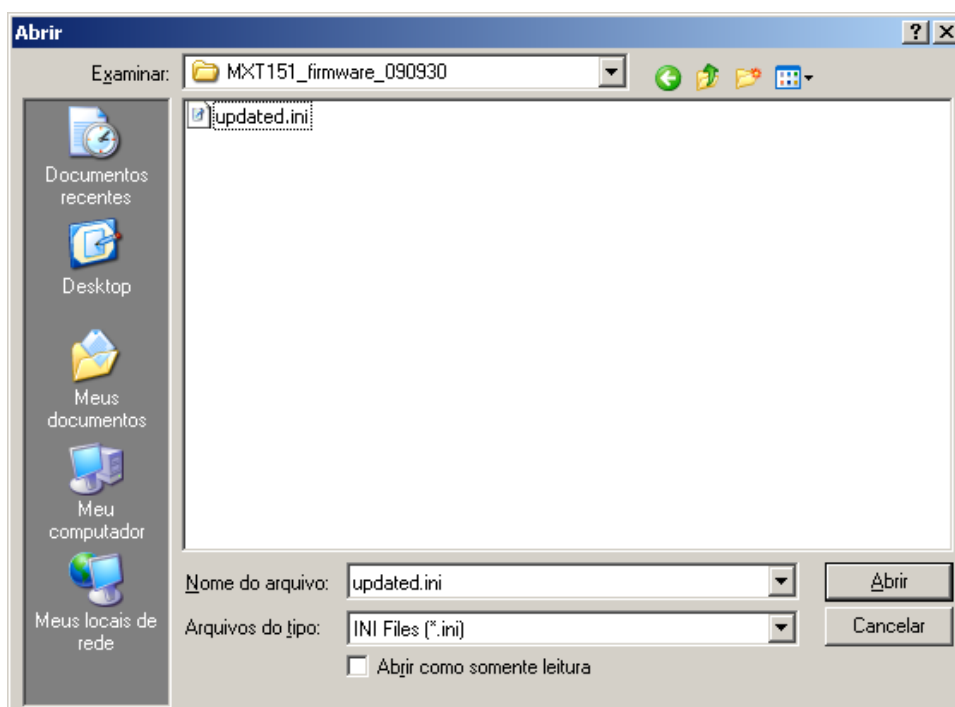 Abrir
Examinar:
MXT151_firmware_090930
updated.ini
Documentos
recentes
Desktop
Meus
documentos
Meu
computador
Meus locais de
rede
Nome do arquivo:
updated.ini
Abrir
Arquivos do tipo:
INI Files (*.ini)
Cancelar
Abrir como somente leitura